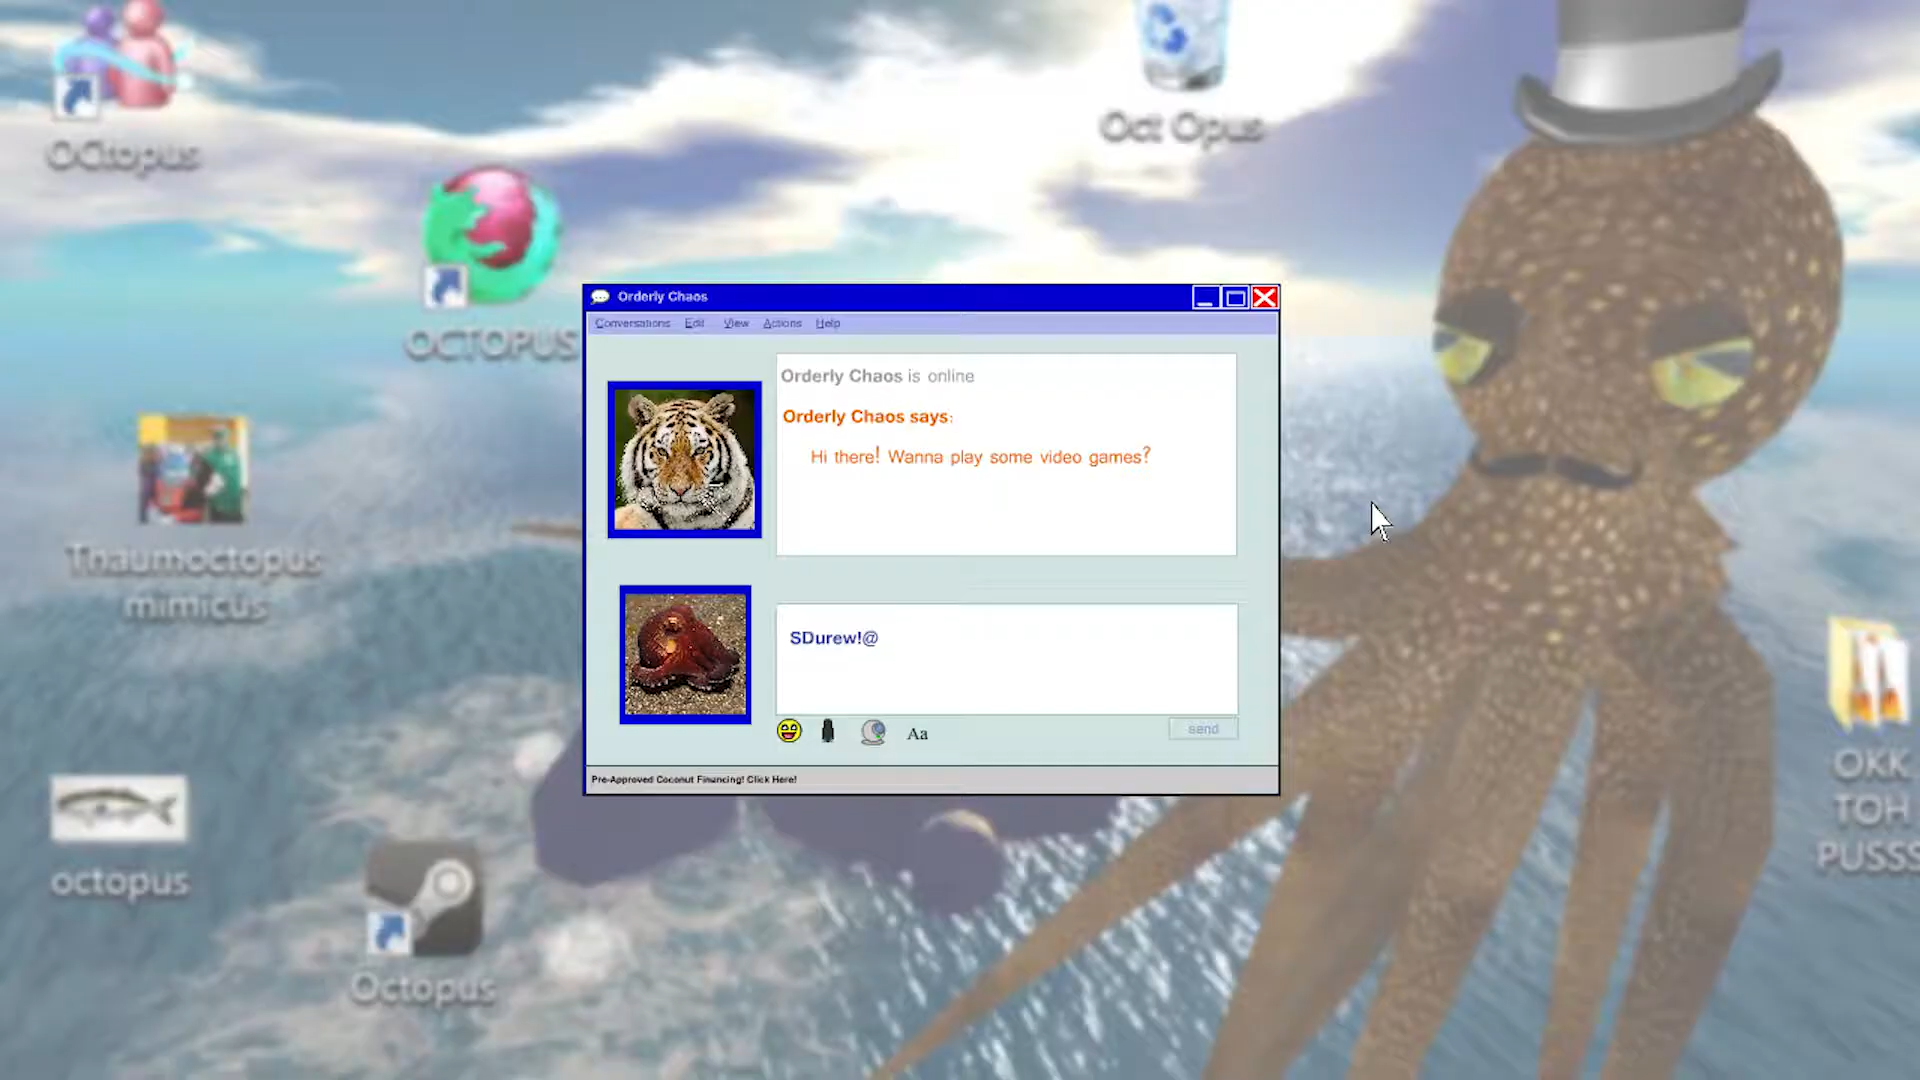 OCtopus
Oct Opus
OCTOPUS
Orderly Chaos
Conversations Edit View Actions Help
Orderly Chaos is online
Orderly Chaos says:
Hi there! Wanna play some video games?
Thaumoctopus
mimicus
SDurew!@
Aa
send
Pre-Approved Coconut Financing! Click Here!
OKK
TOH
PUSSS
octopus
Octopus